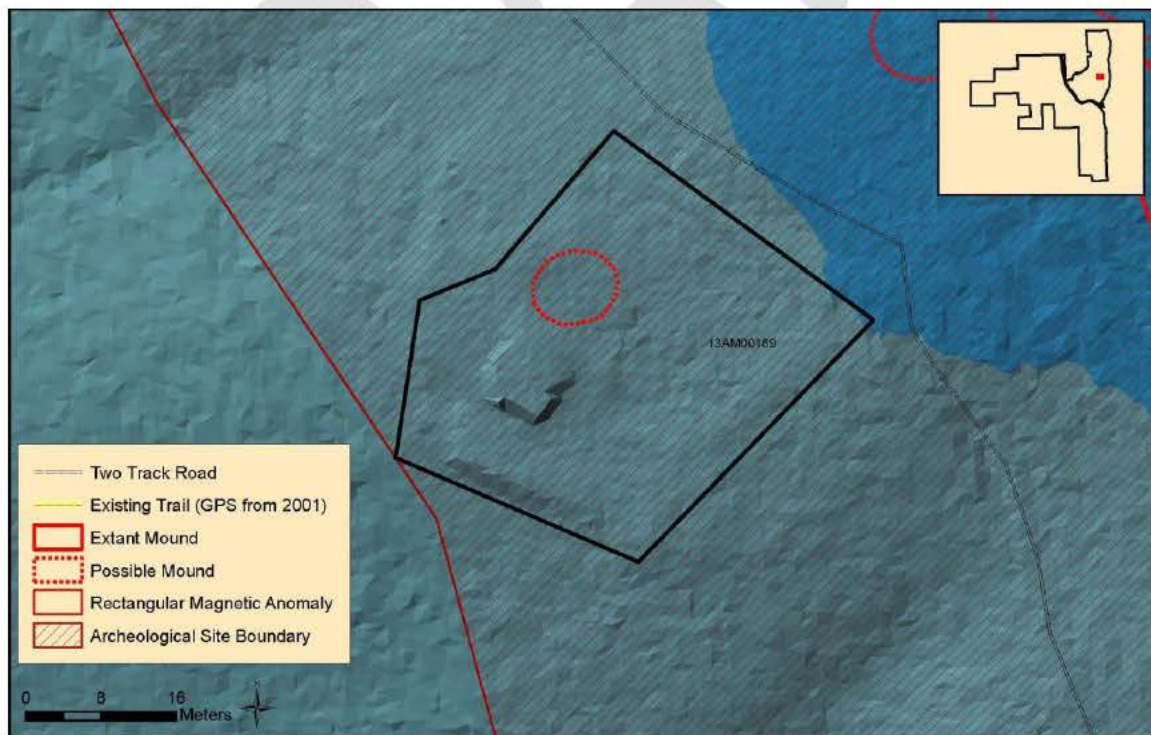 13AM00189
Two Track Road
Existing Trail (GPS from 2001)
Extant Mound
Possible Mound
Rectangular Magnetic Anomaly
Archeological Site Boundary
0 8 16
Meters